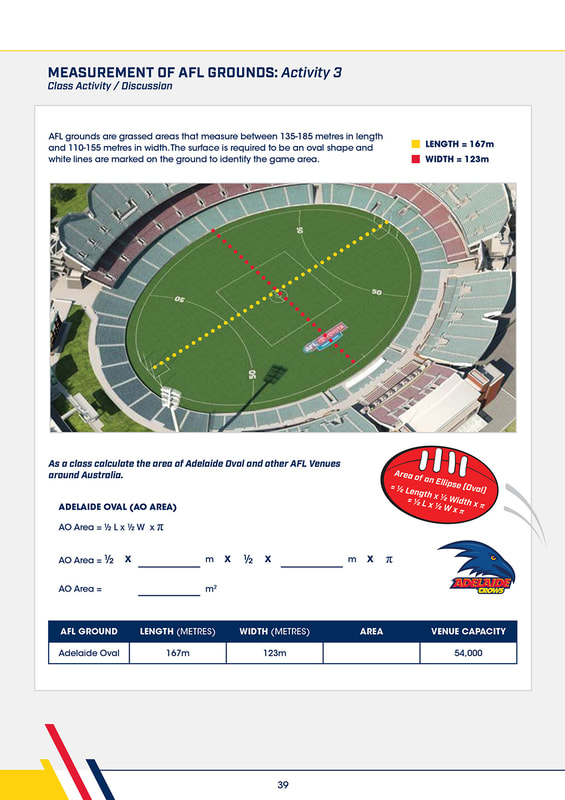 MEASUREMENT OF AFL GROUNDS: Activity 3
Class Activity / Discussion
AFL grounds are grassed areas that measure between 135-185 metres in length
and 110-155 metres in width.The surface is required to be an oval shape and
white lines are marked on the ground to identify the game area.
LENGTH = 167m
WIDTH = 123m
50
50
50
50
AFL TOYOTA
As a class calculate the area of Adelaide Oval and other AFL Venues
around Australia.
Area of an Ellipse (Oval)
= ½ Length x ½ Width x π
= ½ L x ½ W x π
ADELAIDE OVAL (AO AREA)
AO Area = ½ L x ½ W x π
AO Area = ½ X ____ m X ½ X ____ m X π
AO Area = ____ m²
ADELAIDE
CROWS
AFL GROUND LENGTH (METRES) WIDTH (METRES) AREA VENUE CAPACITY
Adelaide Oval 167m 123m 54,000
39